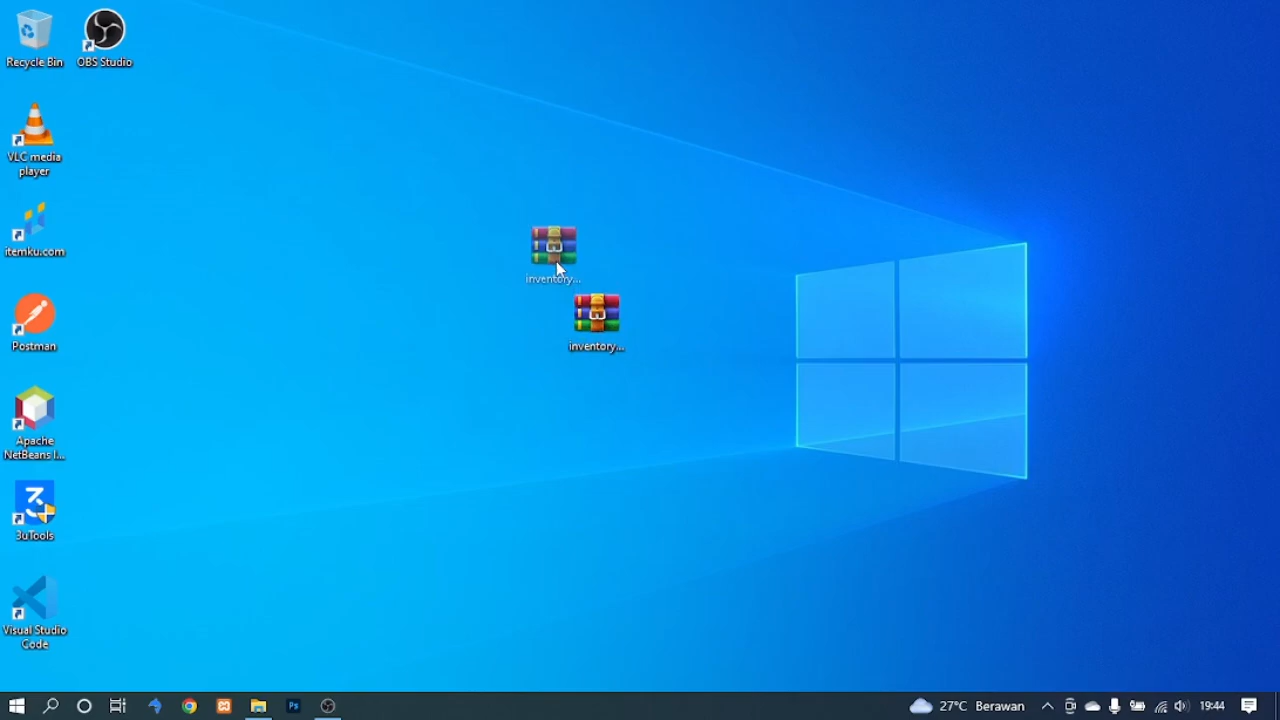 Recycle Bin
OBS Studio
VLC media
player
itemku.com
Postman
Apache
NetBeans I...
3uTools
Visual Studio
Code
inventory...
inventory...
Ps
27°C Berawan
19:44